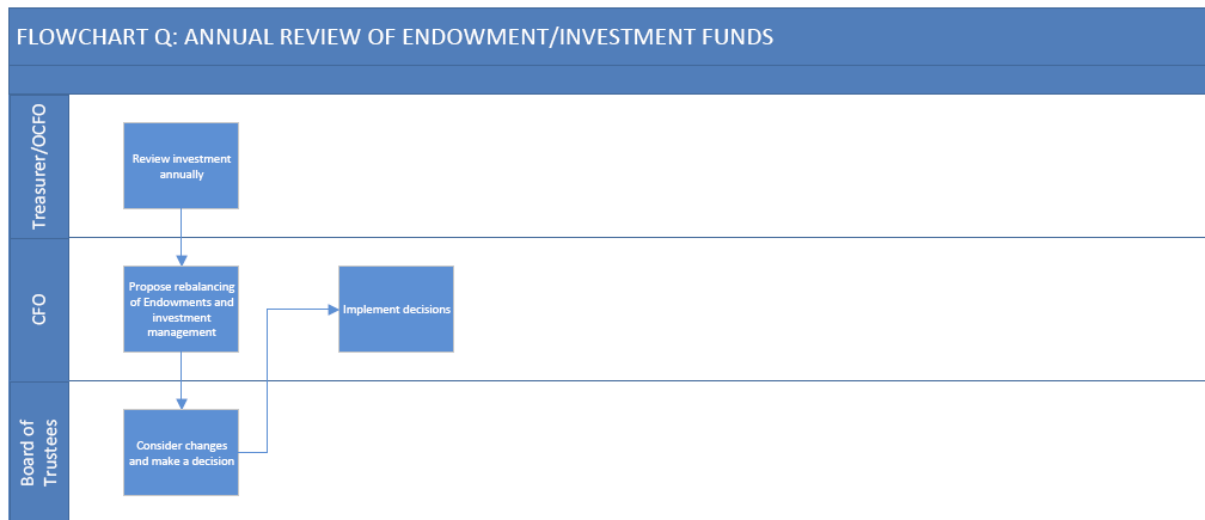 FLOWCHART Q: ANNUAL REVIEW OF ENDOWMENT/INVESTMENT FUNDS
Treasurer/OCFO
Review investment
annually
CFO
Propose rebalancing
of Endowments and
investment
management
Implement decisions
Board of
Trustees
Consider changes
and make a decision